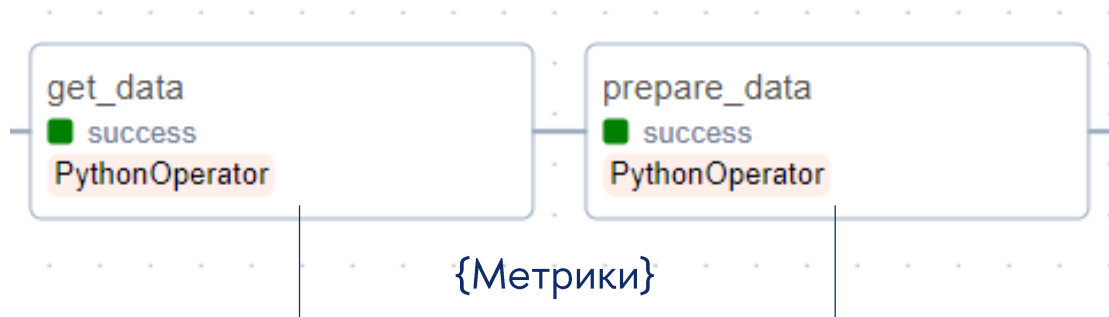 get_data
success
PythonOperator
prepare_data
success
PythonOperator
{Метрики}